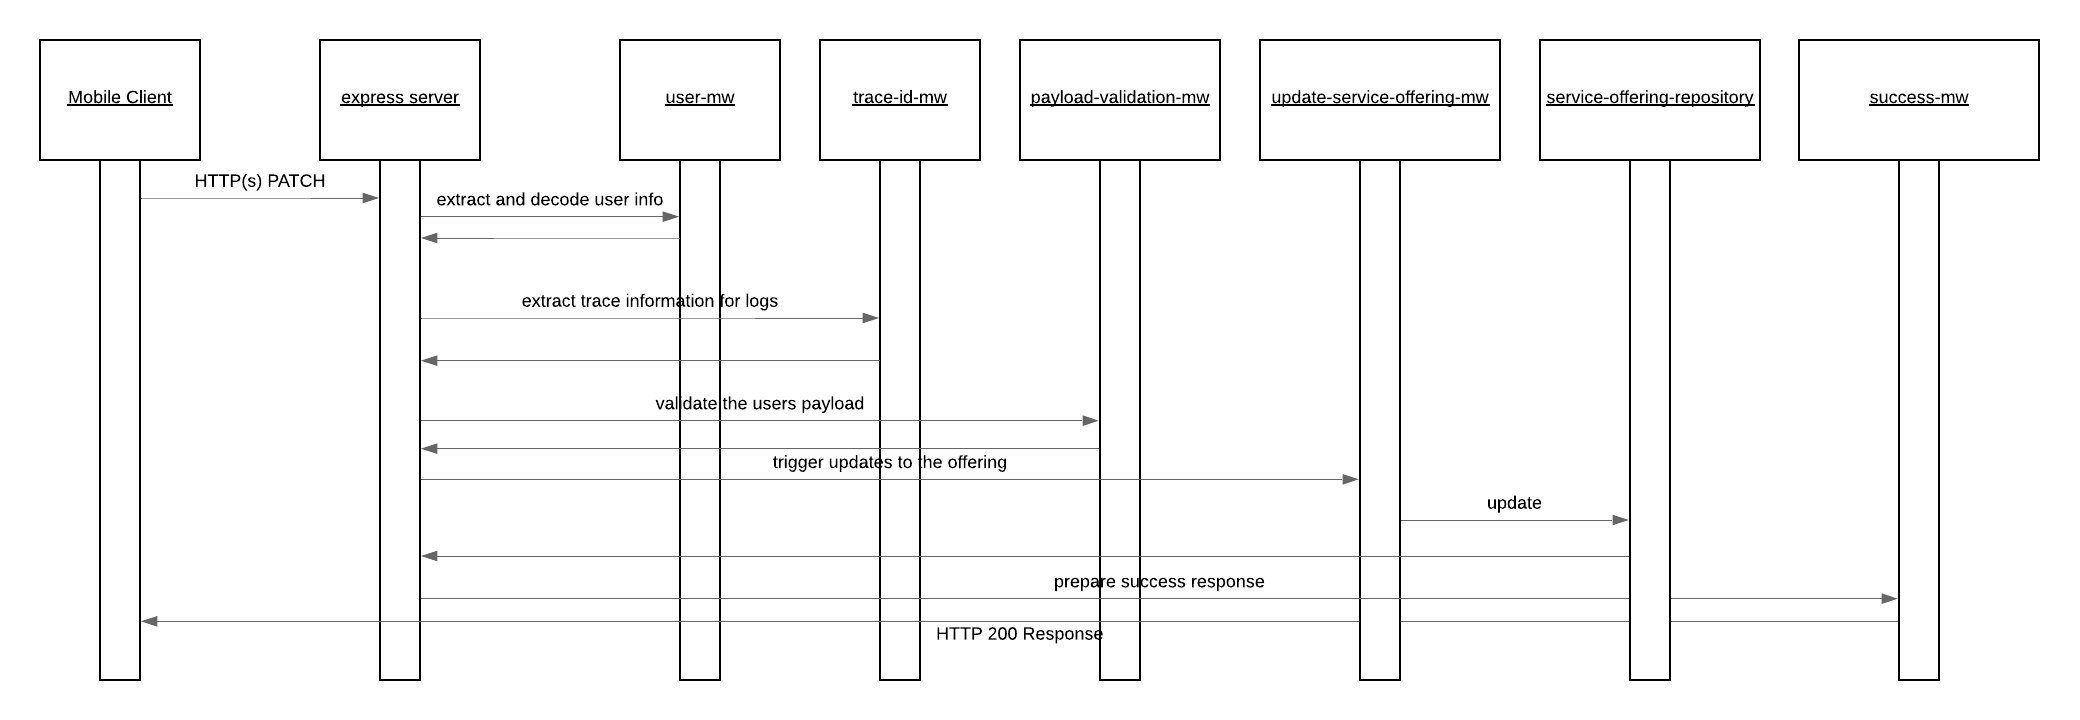 Mobile Client
express server
user-mw
trace-id-mw
payload-validation-mw
update-service-offering-mw
service-offering-repository
success-mw
HTTP(s) PATCH
extract and decode user info
extract trace information for logs
validate the users payload
trigger updates to the offering
update
prepare success response
HTTP 200 Response